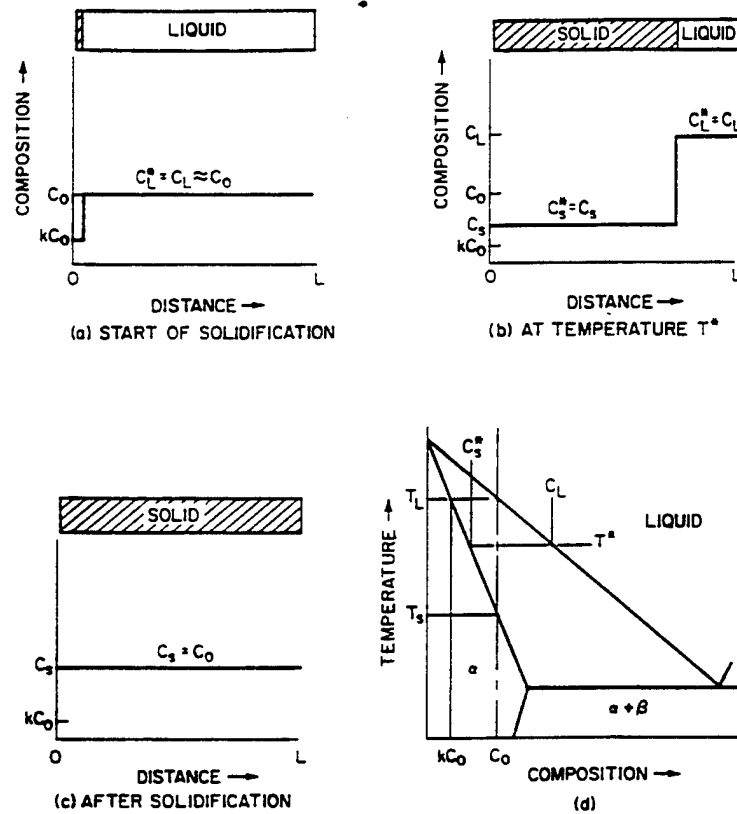 LIQUID
COMPOSITION →
C_L^* = C_L ≈ C_O
C_O
kC_O
O
L
DISTANCE →
(a) START OF SOLIDIFICATION
SOLID
LIQUID
COMPOSITION →
C_L^* = C_L
C_L
C_O
C_S^* = C_S
C_S
kC_O
O
L
DISTANCE →
(b) AT TEMPERATURE T*
SOLID
COMPOSITION →
C_S = C_O
C_S
kC_O
O
L
DISTANCE →
(c) AFTER SOLIDIFICATION
TEMPERATURE →
C_S^*
C_L
T_L
LIQUID
T*
T_S
α
α + β
kC_O
C_O
COMPOSITION →
(d)